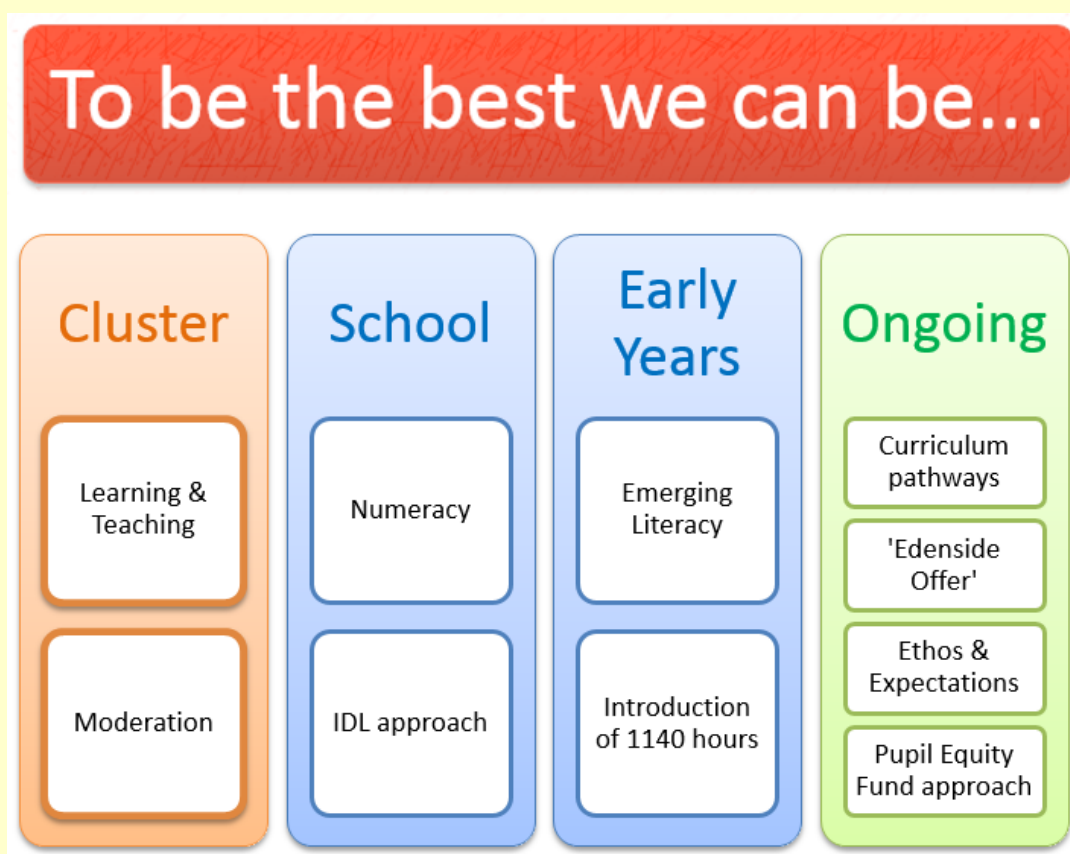 To be the best we can be...
Cluster
Learning &
Teaching
Moderation
School
Numeracy
IDL approach
Early
Years
Emerging
Literacy
Introduction
of 1140 hours
Ongoing
Curriculum
pathways
'Edenside
Offer'
Ethos &
Expectations
Pupil Equity
Fund approach